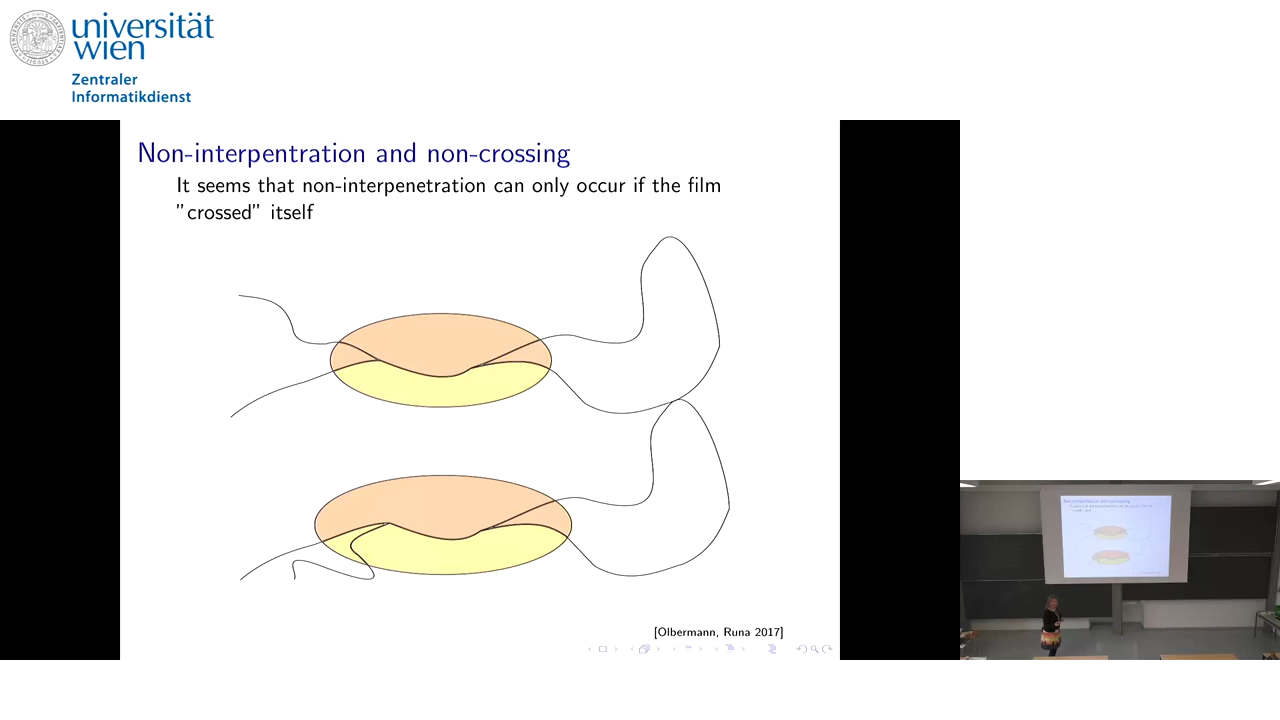 universität
wien
Zentraler
Informatikdienst
Non-interpentration and non-crossing
It seems that non-interpenetration can only occur if the film
"crossed" itself
[Olbermann, Runa 2017]